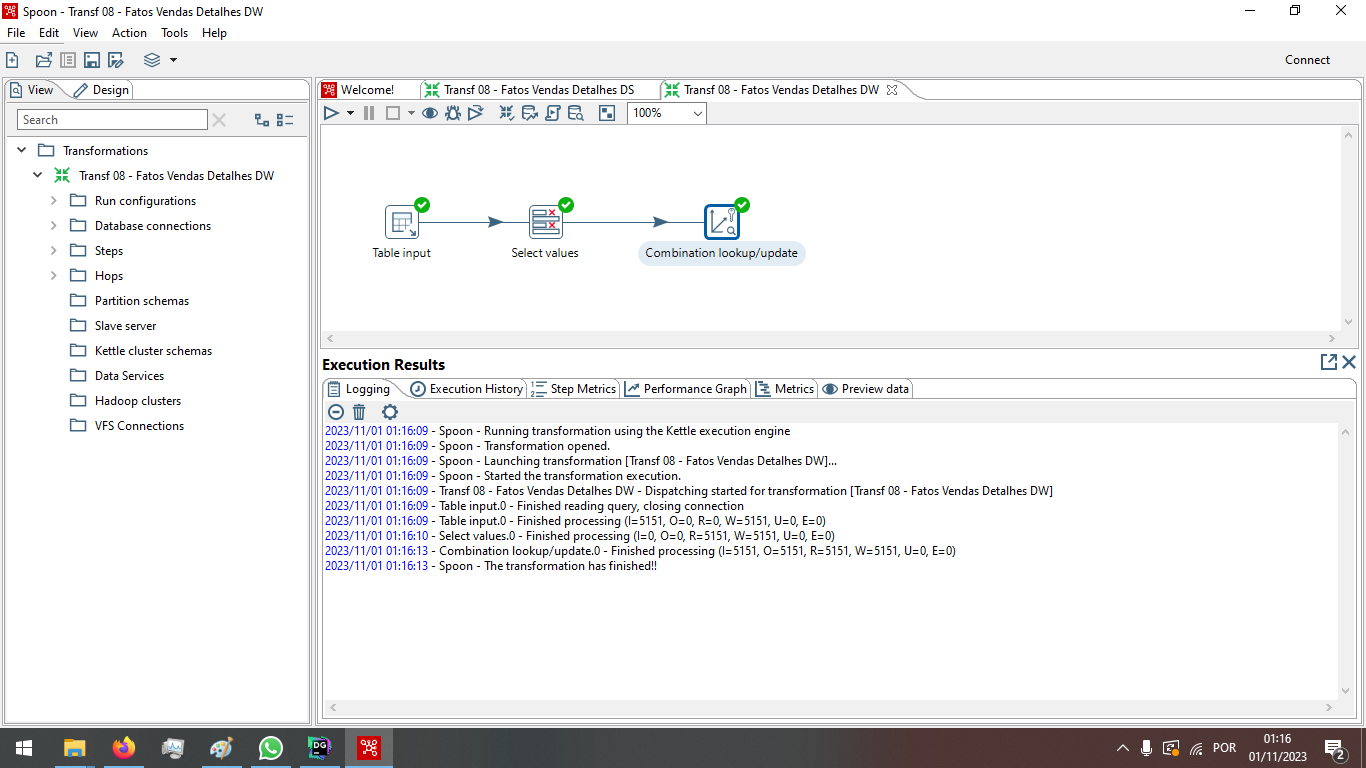 Spoon - Transf 08 - Fatos Vendas Detalhes DW
File Edit View Action Tools Help
Connect
View Design
Search
Transformations
Transf 08 - Fatos Vendas Detalhes DW
Run configurations
Database connections
Steps
Hops
Partition schemas
Slave server
Kettle cluster schemas
Data Services
Hadoop clusters
VFS Connections
Welcome! Transf 08 - Fatos Vendas Detalhes DS Transf 08 - Fatos Vendas Detalhes DW
100%
Table input Select values Combination lookup/update
Execution Results
Logging Execution History Step Metrics Performance Graph Metrics Preview data
2023/11/01 01:16:09 - Spoon - Running transformation using the Kettle execution engine
2023/11/01 01:16:09 - Spoon - Transformation opened.
2023/11/01 01:16:09 - Spoon - Launching transformation [Transf 08 - Fatos Vendas Detalhes DW]...
2023/11/01 01:16:09 - Spoon - Started the transformation execution.
2023/11/01 01:16:09 - Transf 08 - Fatos Vendas Detalhes DW - Dispatching started for transformation [Transf 08 - Fatos Vendas Detalhes DW]
2023/11/01 01:16:09 - Table input.0 - Finished reading query, closing connection
2023/11/01 01:16:09 - Table input.0 - Finished processing (I=5151, O=0, R=0, W=5151, U=0, E=0)
2023/11/01 01:16:10 - Select values.0 - Finished processing (I=0, O=0, R=5151, W=5151, U=0, E=0)
2023/11/01 01:16:13 - Combination lookup/update.0 - Finished processing (I=5151, O=5151, R=5151, W=5151, U=0, E=0)
2023/11/01 01:16:13 - Spoon - The transformation has finished!!
DG
POR
01:16
01/11/2023
2